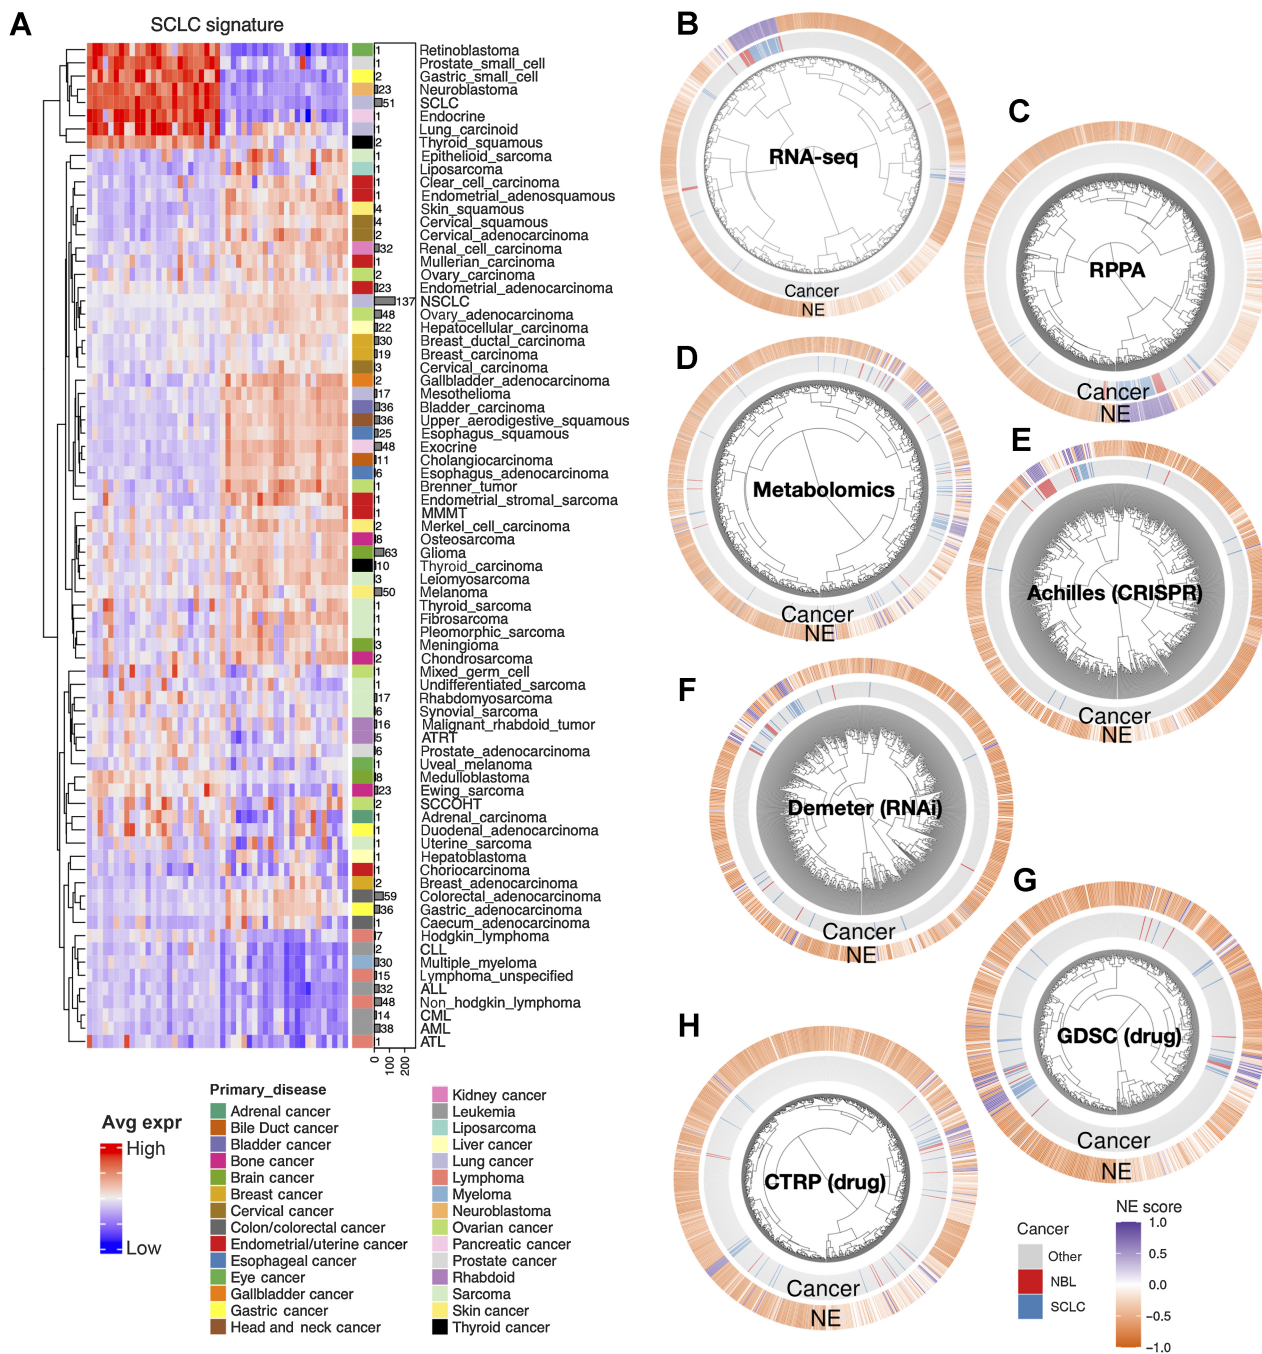 A
SCLC signature
1 Retinoblastoma
1 Prostate_small_cell
2 Gastric_small_cell
23 Neuroblastoma
51 SCLC
1 Endocrine
1 Lung_carcinoid
2 Thyroid_squamous
1 Epithelioid_sarcoma
1 Liposarcoma
1 Clear_cell_carcinoma
1 Endometrial_adenosquamous
4 Skin_squamous
4 Cervical_squamous
2 Cervical_adenocarcinoma
32 Renal_cell_carcinoma
1 Mullerian_carcinoma
2 Ovary_carcinoma
23 Endometrial_adenocarcinoma
137 NSCLC
48 Ovary_adenocarcinoma
22 Hepatocellular_carcinoma
30 Breast_ductal_carcinoma
19 Breast_carcinoma
3 Cervical_carcinoma
2 Gallbladder_adenocarcinoma
17 Mesothelioma
36 Bladder_carcinoma
36 Upper_aerodigestive_squamous
25 Esophagus_squamous
48 Exocrine
11 Cholangiocarcinoma
6 Esophagus_adenocarcinoma
1 Brenner_tumor
1 Endometrial_stromal_sarcoma
1 MMMT
2 Merkel_cell_carcinoma
8 Osteosarcoma
63 Glioma
10 Thyroid_carcinoma
3 Leiomyosarcoma
50 Melanoma
1 Thyroid_sarcoma
1 Fibrosarcoma
1 Pleomorphic_sarcoma
3 Meningioma
2 Chondrosarcoma
1 Mixed_germ_cell
1 Undifferentiated_sarcoma
17 Rhabdomyosarcoma
6 Synovial_sarcoma
16 Malignant_rhabdoid_tumor
5 ATRT
6 Prostate_adenocarcinoma
1 Uveal_melanoma
8 Medulloblastoma
23 Ewing_sarcoma
2 SCCOHT
1 Adrenal_carcinoma
1 Duodenal_adenocarcinoma
1 Uterine_sarcoma
1 Hepatoblastoma
1 Choriocarcinoma
2 Breast_adenocarcinoma
59 Colorectal_adenocarcinoma
36 Gastric_adenocarcinoma
1 Caecum_adenocarcinoma
7 Hodgkin_lymphoma
2 CLL
30 Multiple_myeloma
15 Lymphoma_unspecified
32 ALL
48 Non_hodgkin_lymphoma
14 CML
38 AML
1 ATL
0 100 200
Avg expr
High
Low
Primary_disease
Adrenal cancer
Bile Duct cancer
Bladder cancer
Bone cancer
Brain cancer
Breast cancer
Cervical cancer
Colon/colorectal cancer
Endometrial/uterine cancer
Esophageal cancer
Eye cancer
Gallbladder cancer
Gastric cancer
Head and neck cancer
Kidney cancer
Leukemia
Liposarcoma
Liver cancer
Lung cancer
Lymphoma
Myeloma
Neuroblastoma
Ovarian cancer
Pancreatic cancer
Prostate cancer
Rhabdoid
Sarcoma
Skin cancer
Thyroid cancer
B
RNA-seq
Cancer
NE
C
RPPA
Cancer
NE
D
Metabolomics
Cancer
NE
E
Achilles (CRISPR)
Cancer
NE
F
Demeter (RNAi)
Cancer
NE
G
GDSC (drug)
Cancer
NE
H
CTRP (drug)
Cancer
NE
Cancer
Other
NBL
SCLC
NE score
1.0
0.5
0.0
−0.5
−1.0